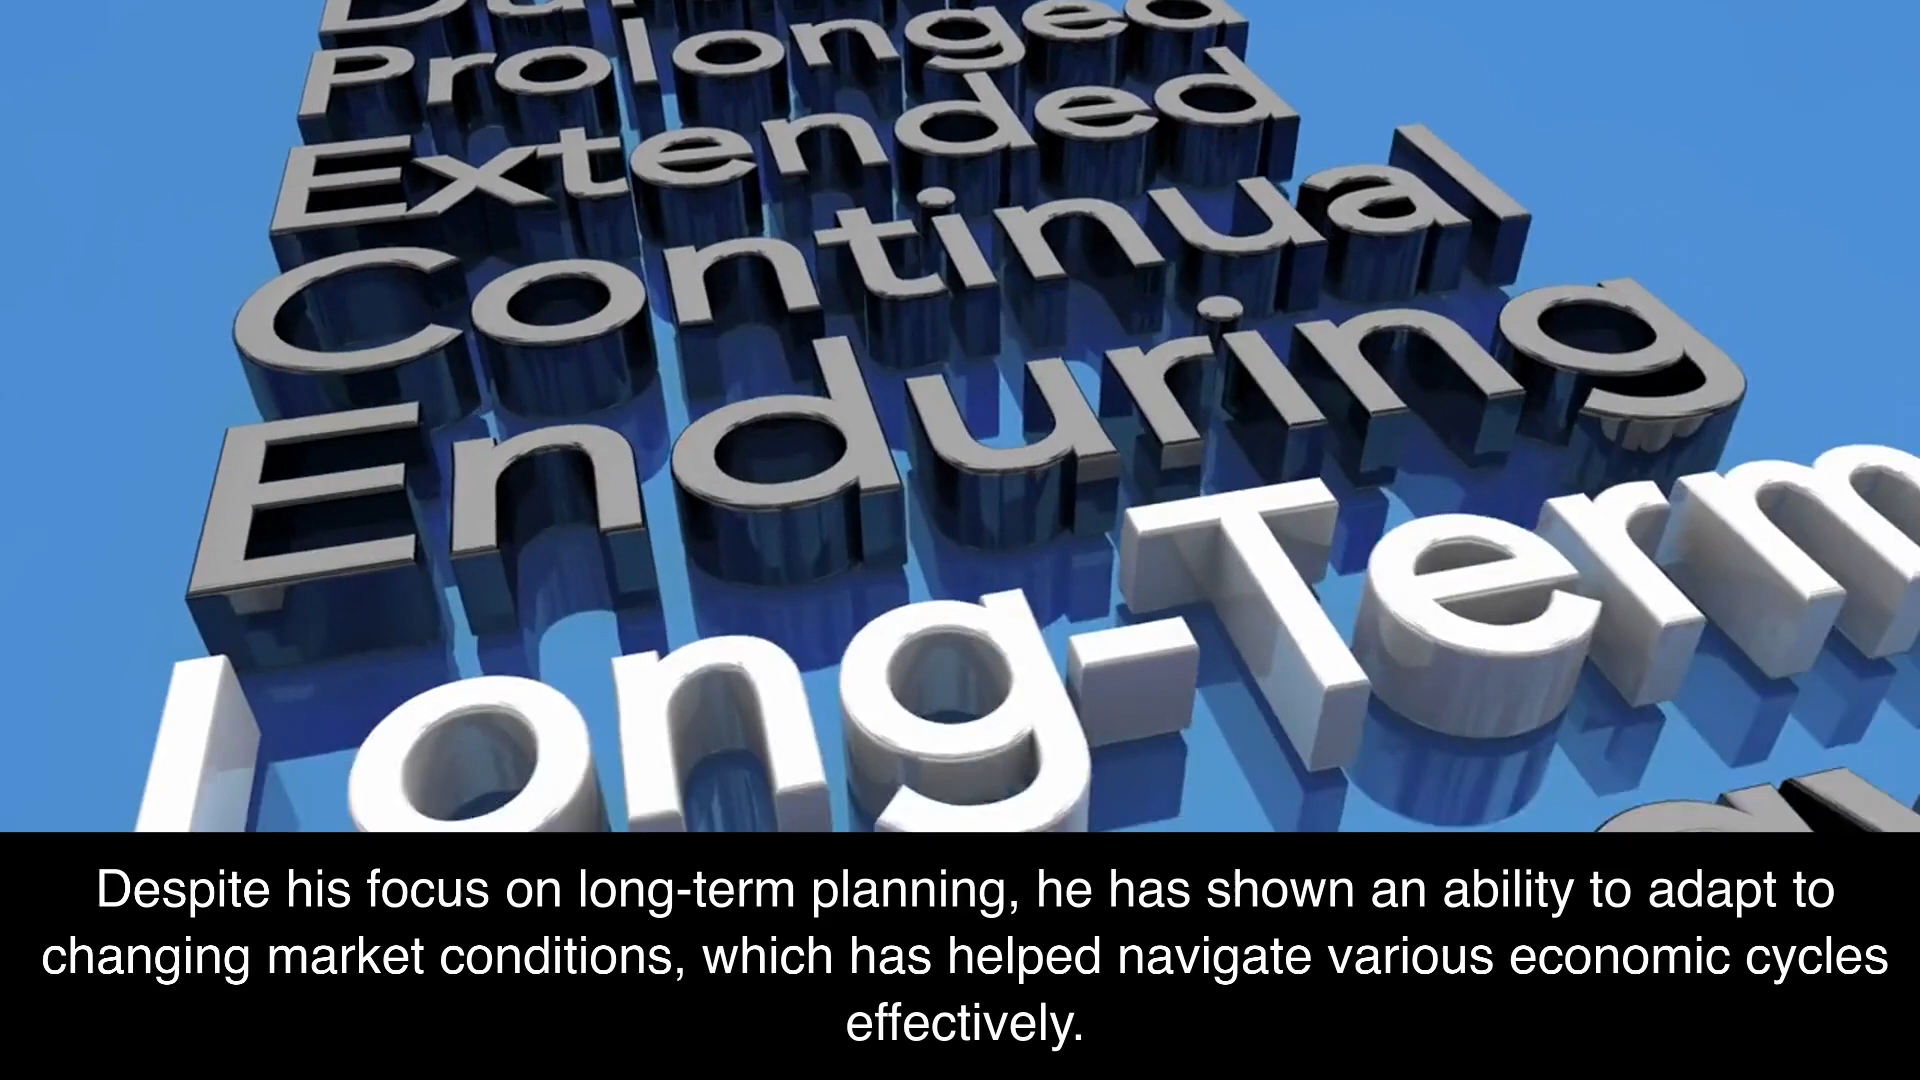 Prolonged
Extended
Continual
Enduring
Long-Term
Despite his focus on long-term planning, he has shown an ability to adapt to
changing market conditions, which has helped navigate various economic cycles
effectively.